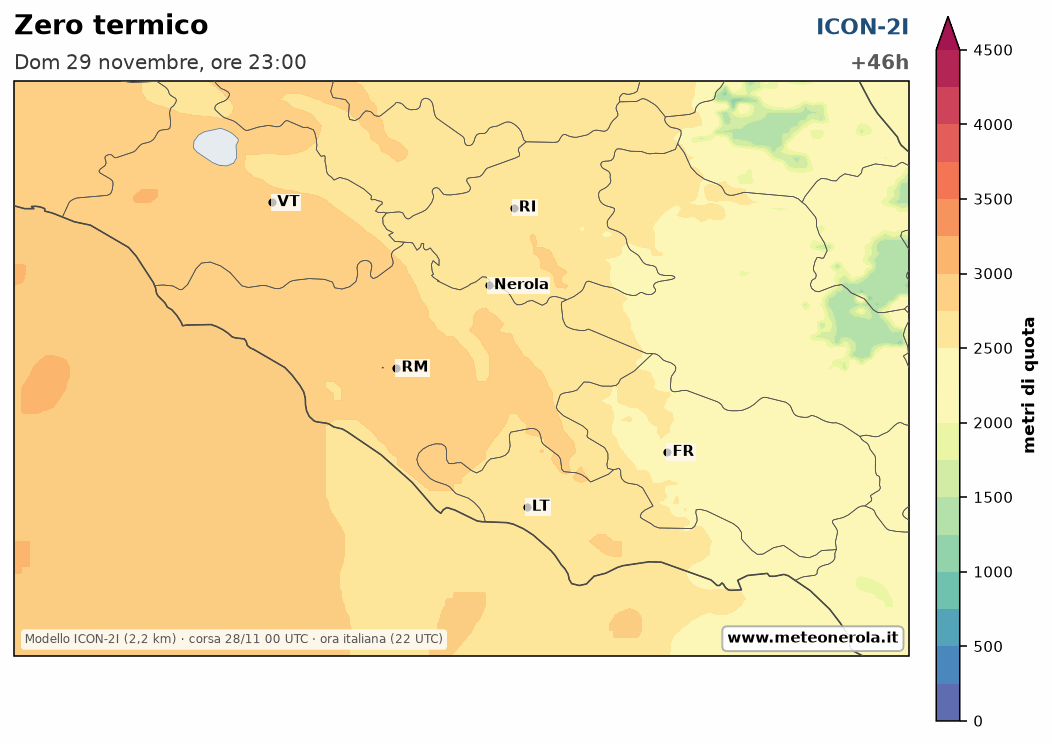 Zero termico
ICON-2I
Dom 29 novembre, ore 23:00
+46h
VT
RI
Nerola
RM
FR
LT
Modello ICON-2I (2,2 km) · corsa 28/11 00 UTC · ora italiana (22 UTC)
www.meteonerola.it
4500
4000
3500
3000
2500
2000
1500
1000
500
0
metri di quota